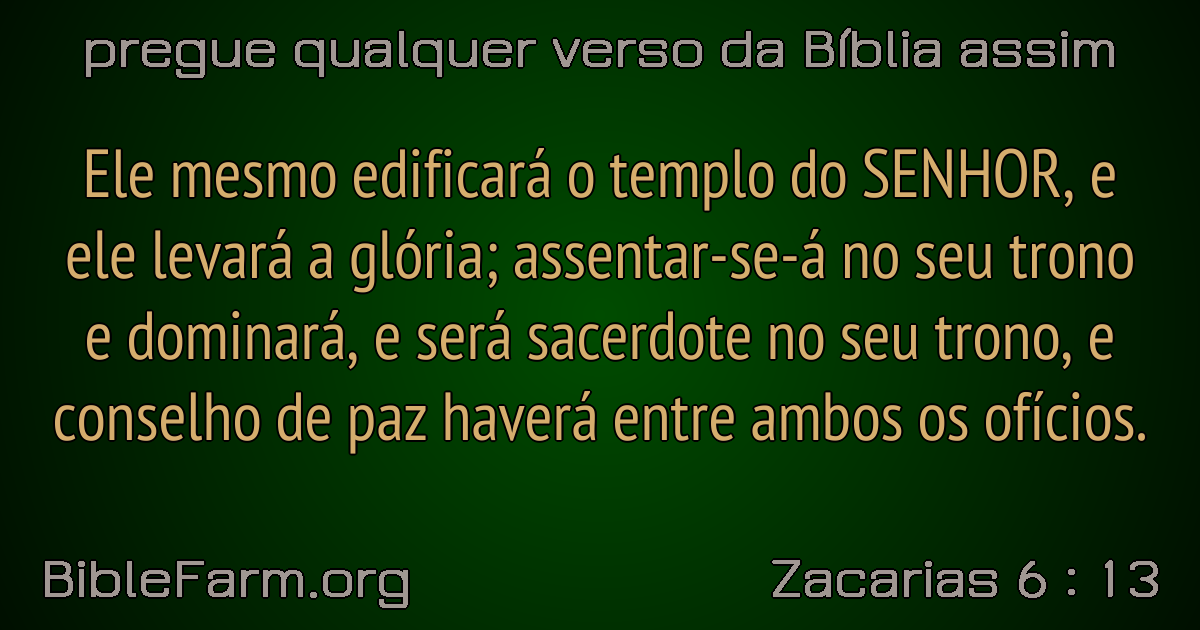 pregue qualquer verso da Bíblia assim
Ele mesmo edificará o templo do SENHOR, e
ele levará a glória; assentar-se-á no seu trono
e dominará, e será sacerdote no seu trono, e
conselho de paz haverá entre ambos os ofícios.
BibleFarm.org
Zacarias 6 : 13